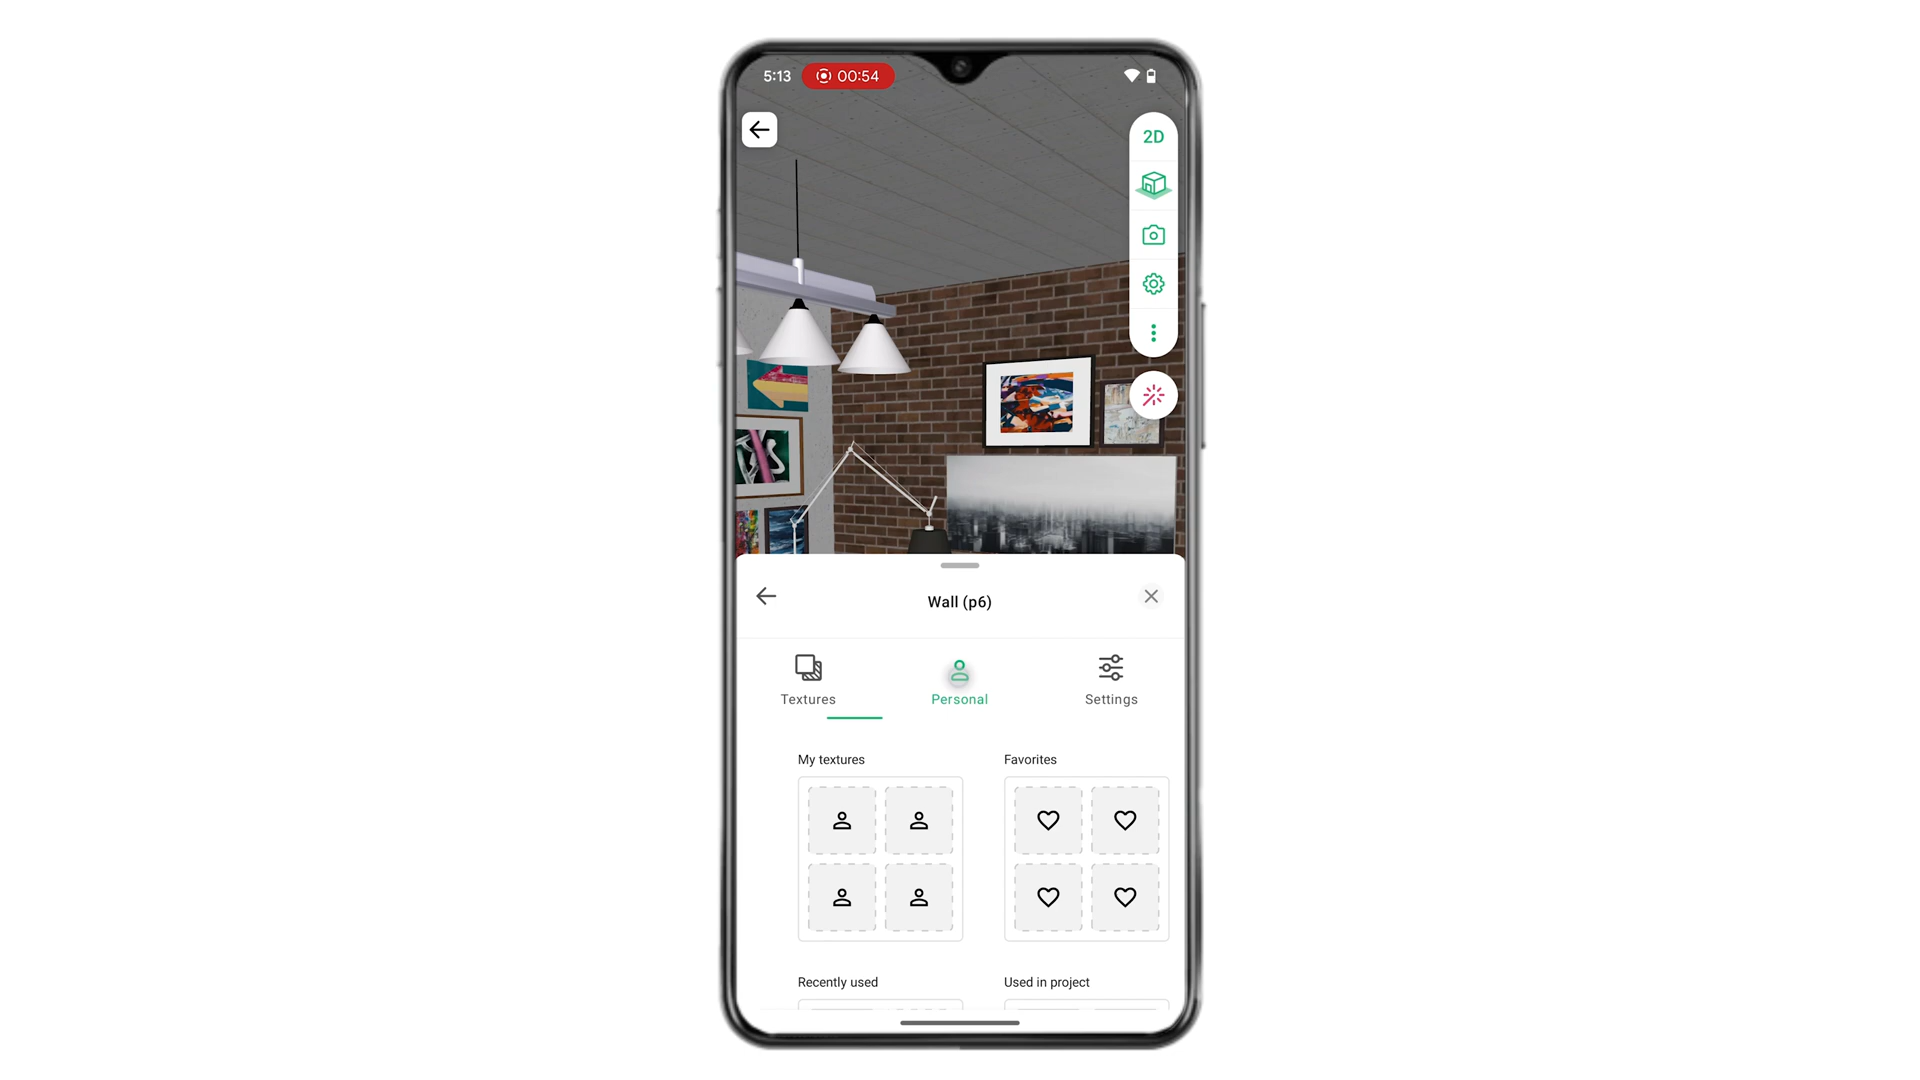 5:13 00:54
2D
Wall (p6)
Textures Personal Settings
My textures Favorites
Recently used Used in project